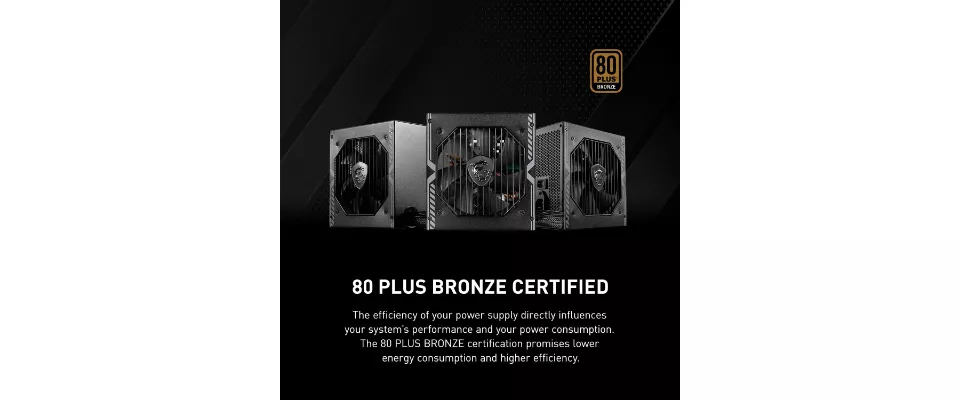 80
PLUS
BRONZE
80 PLUS BRONZE CERTIFIED
The efficiency of your power supply directly influences
your system's performance and your power consumption.
The 80 PLUS BRONZE certification promises lower
energy consumption and higher efficiency.